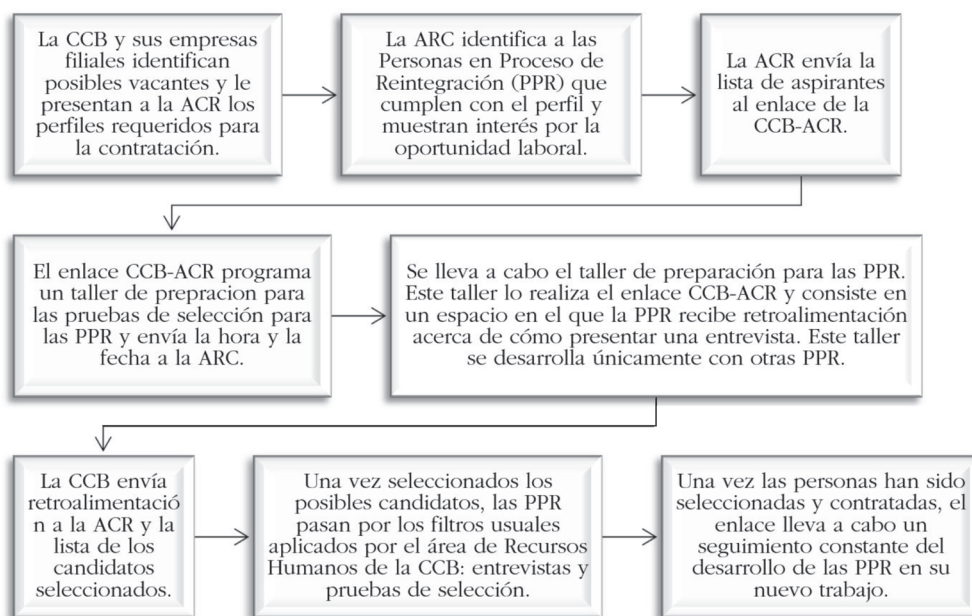 La CCB y sus empresas
filiales identifican
posibles vacantes y le
presentan a la ACR los
perfiles requeridos para
la contratación.
La ARC identifica a las
Personas en Proceso de
Reintegración (PPR) que
cumplen con el perfil y
muestran interés por la
oportunidad laboral.
La ACR envía la
lista de aspirantes
al enlace de la
CCB-ACR.
El enlace CCB-ACR programa
un taller de prepracion para
las pruebas de selección para
las PPR y envía la hora y la
fecha a la ARC.
Se lleva a cabo el taller de preparación para las PPR.
Este taller lo realiza el enlace CCB-ACR y consiste en
un espacio en el que la PPR recibe retroalimentación
acerca de cómo presentar una entrevista. Este taller
se desarrolla únicamente con otras PPR.
La CCB envía
retroalimentació
n a la ACR y la
lista de los
candidatos
seleccionados.
Una vez seleccionados los
posibles candidatos, las PPR
pasan por los filtros usuales
aplicados por el área de Recursos
Humanos de la CCB: entrevistas y
pruebas de selección.
Una vez las personas han sido
seleccionadas y contratadas, el
enlace lleva a cabo un
seguimiento constante del
desarrollo de las PPR en su
nuevo trabajo.